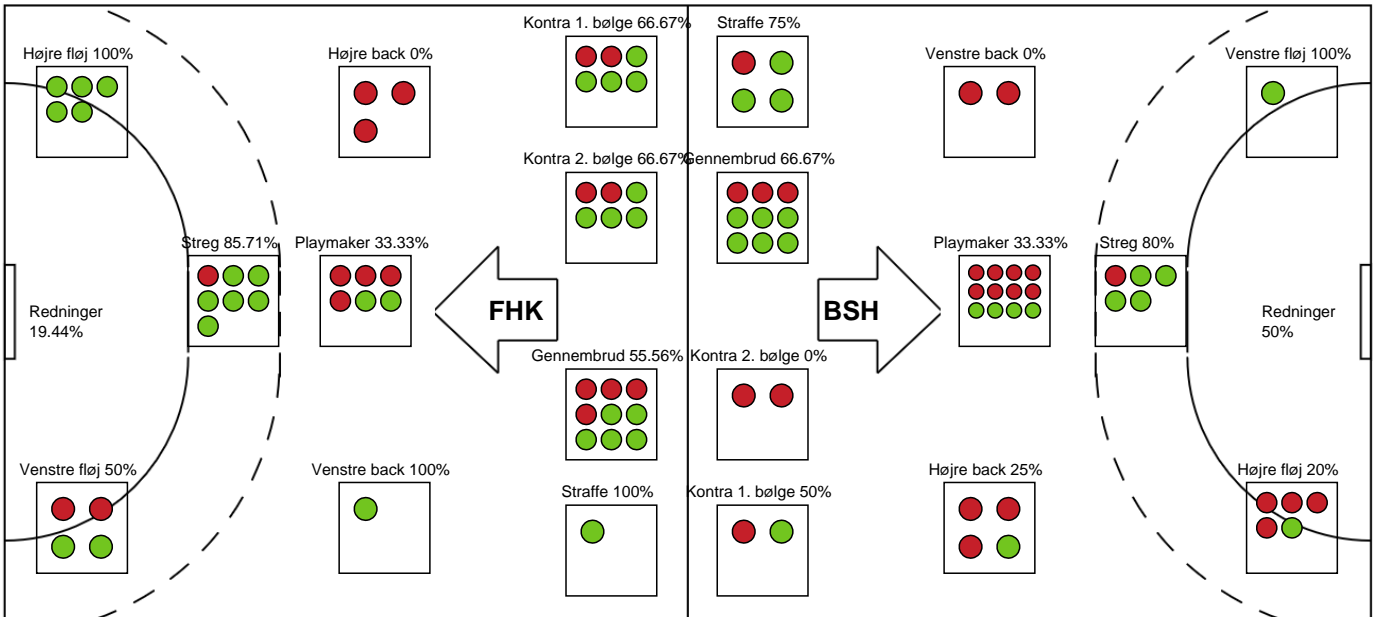 Kontra 1. bølge 66.67%
Straffe 75%
Højre fløj 100%
Højre back 0%
Venstre back 0%
Venstre fløj 100%
Kontra 2. bølge 66.67%
Gennembrud 66.67%
Streg 85.71%
Playmaker 33.33%
Playmaker 33.33%
Streg 80%
Redninger
19.44%
FHK
BSH
Redninger
50%
Gennembrud 55.56%
Kontra 2. bølge 0%
Venstre fløj 50%
Venstre back 100%
Straffe 100%
Kontra 1. bølge 50%
Højre back 25%
Højre fløj 20%